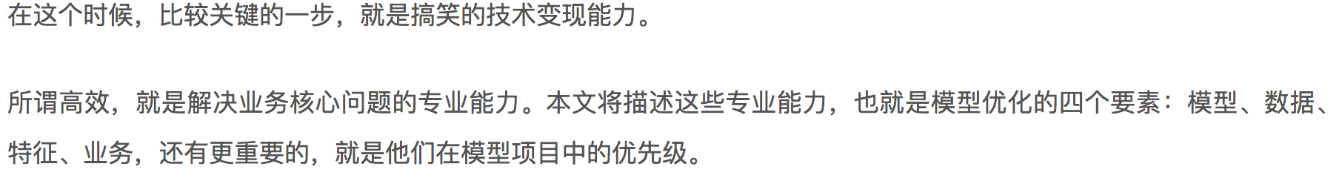 在这个时候，比较关键的一步，就是搞笑的技术变现能力。
所谓高效，就是解决业务核心问题的专业能力。本文将描述这些专业能力，也就是模型优化的四个要素：模型、数据、
特征、业务，还有更重要的，就是他们在模型项目中的优先级。